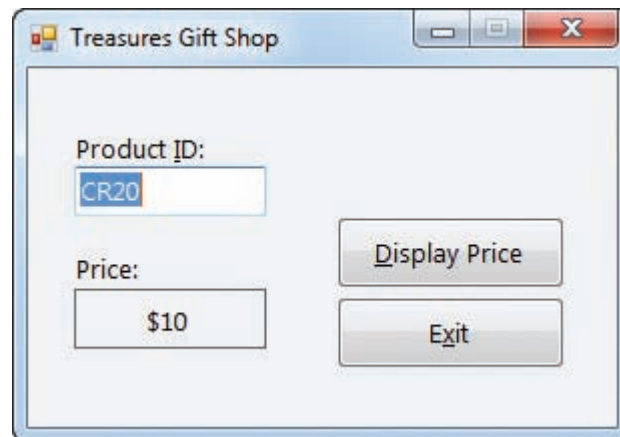 Treasures Gift Shop
Product ID:
CR20
Display Price
Price:
$10
Exit